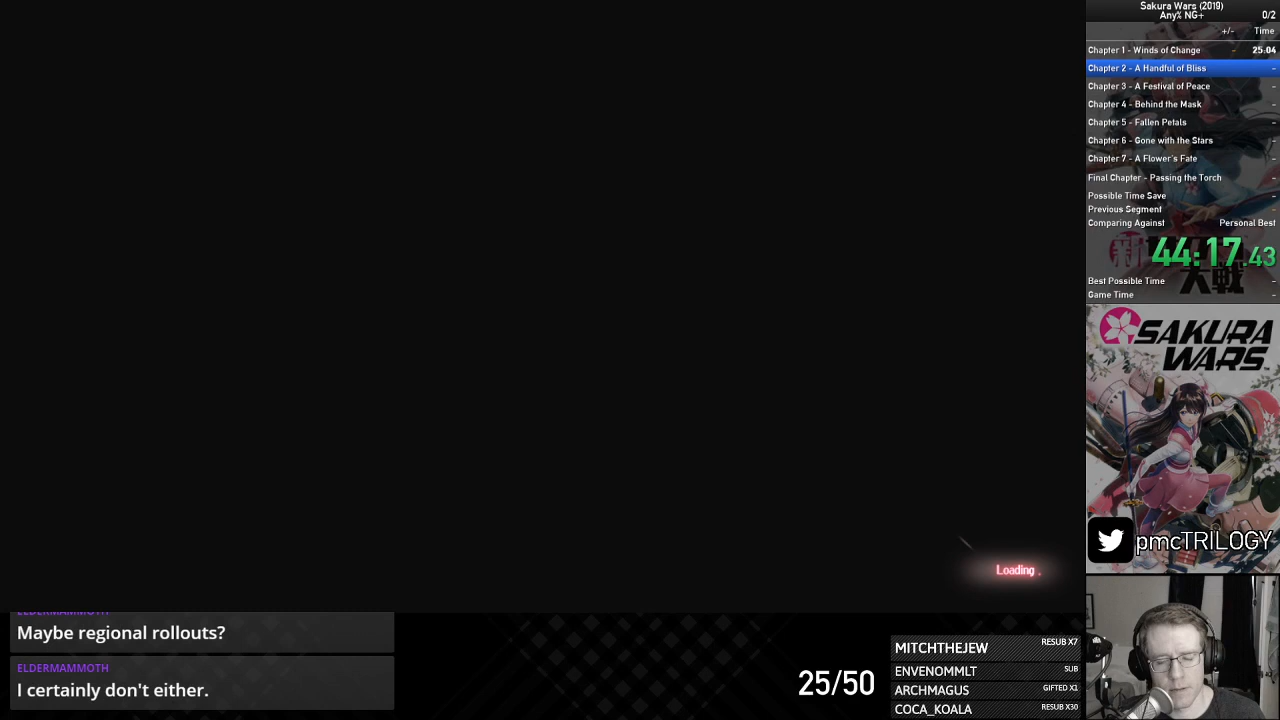 Sakura Wars (2019)
Any% NG+ 0/2
+/- Time
Chapter 1 - Winds of Change - 25.04
Chapter 2 - A Handful of Bliss -
Chapter 3 - A Festival of Peace -
Chapter 4 - Behind the Mask -
Chapter 5 - Fallen Petals -
Chapter 6 - Gone with the Stars -
Chapter 7 - A Flower's Fate -
Final Chapter - Passing the Torch -
Possible Time Save -
Previous Segment -
Comparing Against Personal Best
44:17.43
新
大戦
Best Possible Time -
Game Time -
SAKURA
WARS
pmcTRILOGY
Loading .
ELDERMAMMOTH
Maybe regional rollouts?
ELDERMAMMOTH
I certainly don't either.
25/50
MITCHTHEJEW RESUB X7
ENVENOMMLT SUB
ARCHMAGUS GIFTED X1
COCA_KOALA RESUB X30